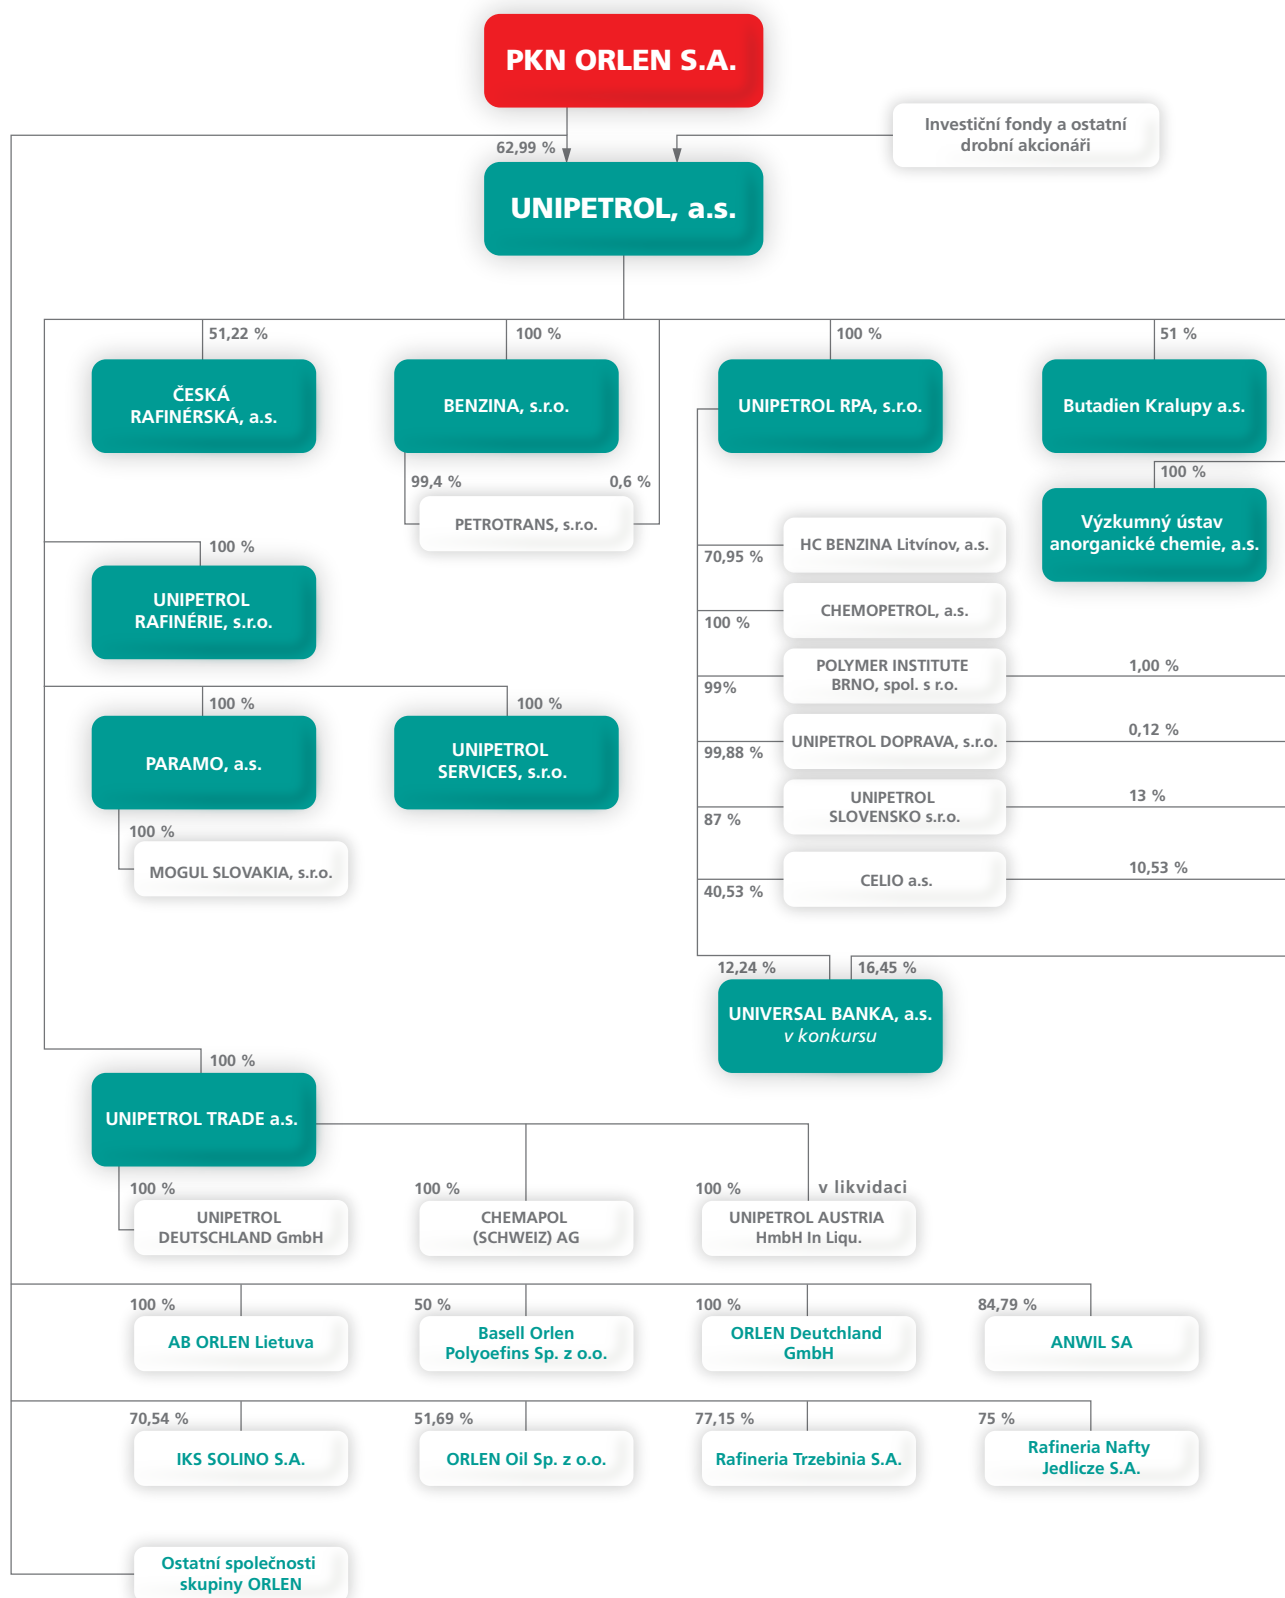 PKN ORLEN S.A.
Investiční fondy a ostatní
drobní akcionáři
62,99 %
UNIPETROL, a.s.
51,22 %
100 %
100 %
51 %
ČESKÁ
RAFINÉRSKÁ, a.s.
BENZINA, s.r.o.
UNIPETROL RPA, s.r.o.
Butadien Kralupy a.s.
99,4 %
0,6 %
PETROTRANS, s.r.o.
100 %
Výzkumný ústav
anorganické chemie, a.s.
100 %
UNIPETROL
RAFINÉRIE, s.r.o.
HC BENZINA Litvínov, a.s.
70,95 %
CHEMOPETROL, a.s.
100 %
POLYMER INSTITUTE
BRNO, spol. s r.o.
99%
1,00 %
UNIPETROL DOPRAVA, s.r.o.
99,88 %
0,12 %
UNIPETROL
SLOVENSKO s.r.o.
87 %
13 %
CELIO a.s.
40,53 %
10,53 %
100 %
100 %
PARAMO, a.s.
UNIPETROL
SERVICES, s.r.o.
100 %
MOGUL SLOVAKIA, s.r.o.
12,24 %
16,45 %
UNIVERSAL BANKA, a.s.
v konkursu
100 %
UNIPETROL TRADE a.s.
100 %
100 %
100 %
v likvidaci
UNIPETROL
DEUTSCHLAND GmbH
CHEMAPOL
(SCHWEIZ) AG
UNIPETROL AUSTRIA
HmbH In Liqu.
100 %
50 %
100 %
84,79 %
AB ORLEN Lietuva
Basell Orlen
Polyoefins Sp. z o.o.
ORLEN Deutchland
GmbH
ANWIL SA
70,54 %
51,69 %
77,15 %
75 %
IKS SOLINO S.A.
ORLEN Oil Sp. z o.o.
Rafineria Trzebinia S.A.
Rafineria Nafty
Jedlicze S.A.
Ostatní společnosti
skupiny ORLEN